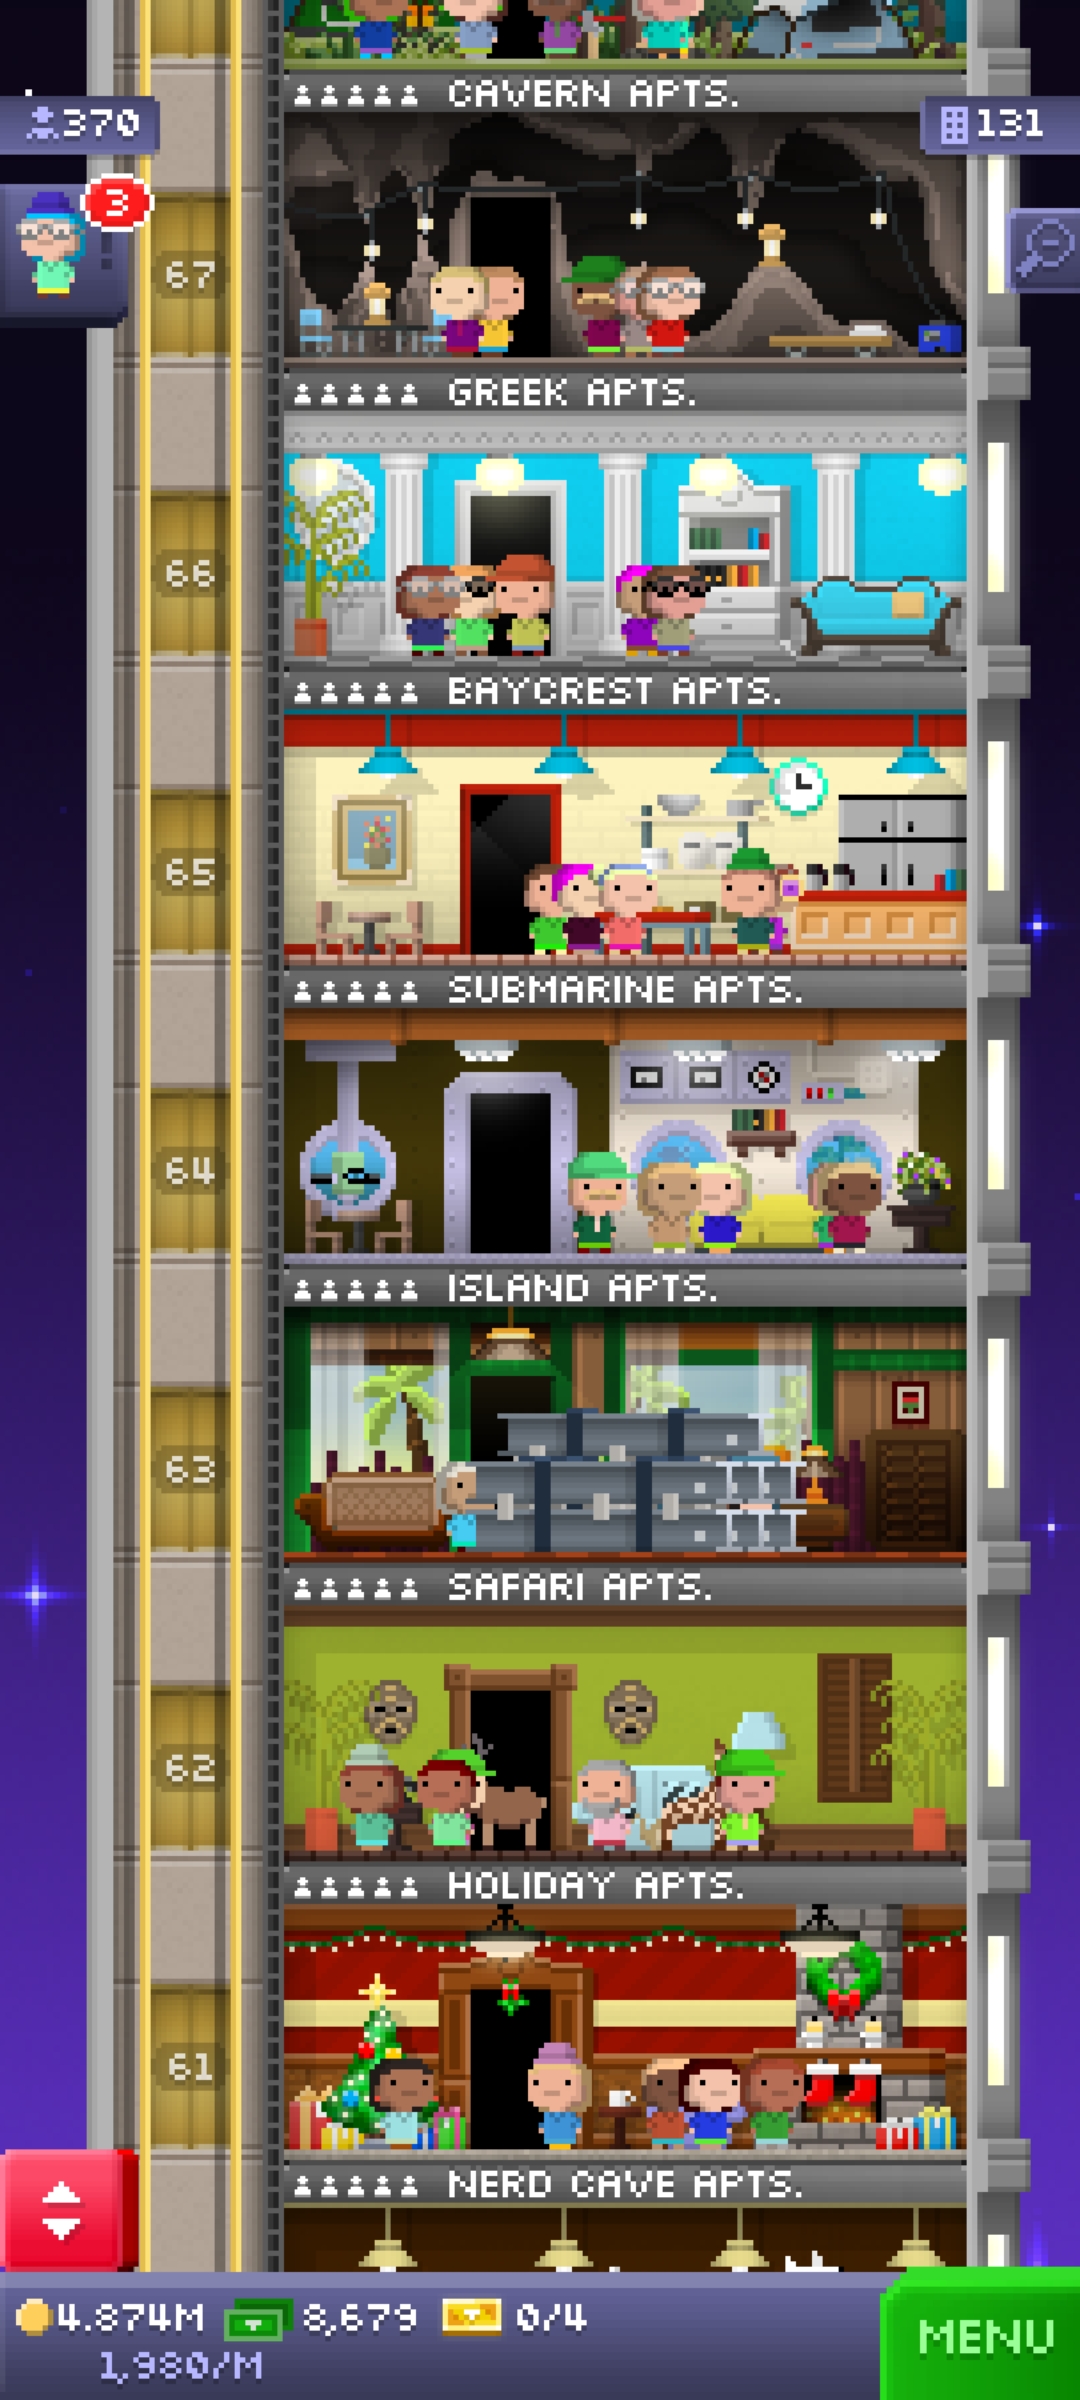 CAVERN APTS.
370
131
3
67
GREEK APTS.
66
BAYCREST APTS.
65
SUBMARINE APTS.
64
ISLAND APTS.
63
SAFARI APTS.
62
HOLIDAY APTS.
61
NERD CAVE APTS.
4.874M 8,679 0/4
1,980/M
MENU